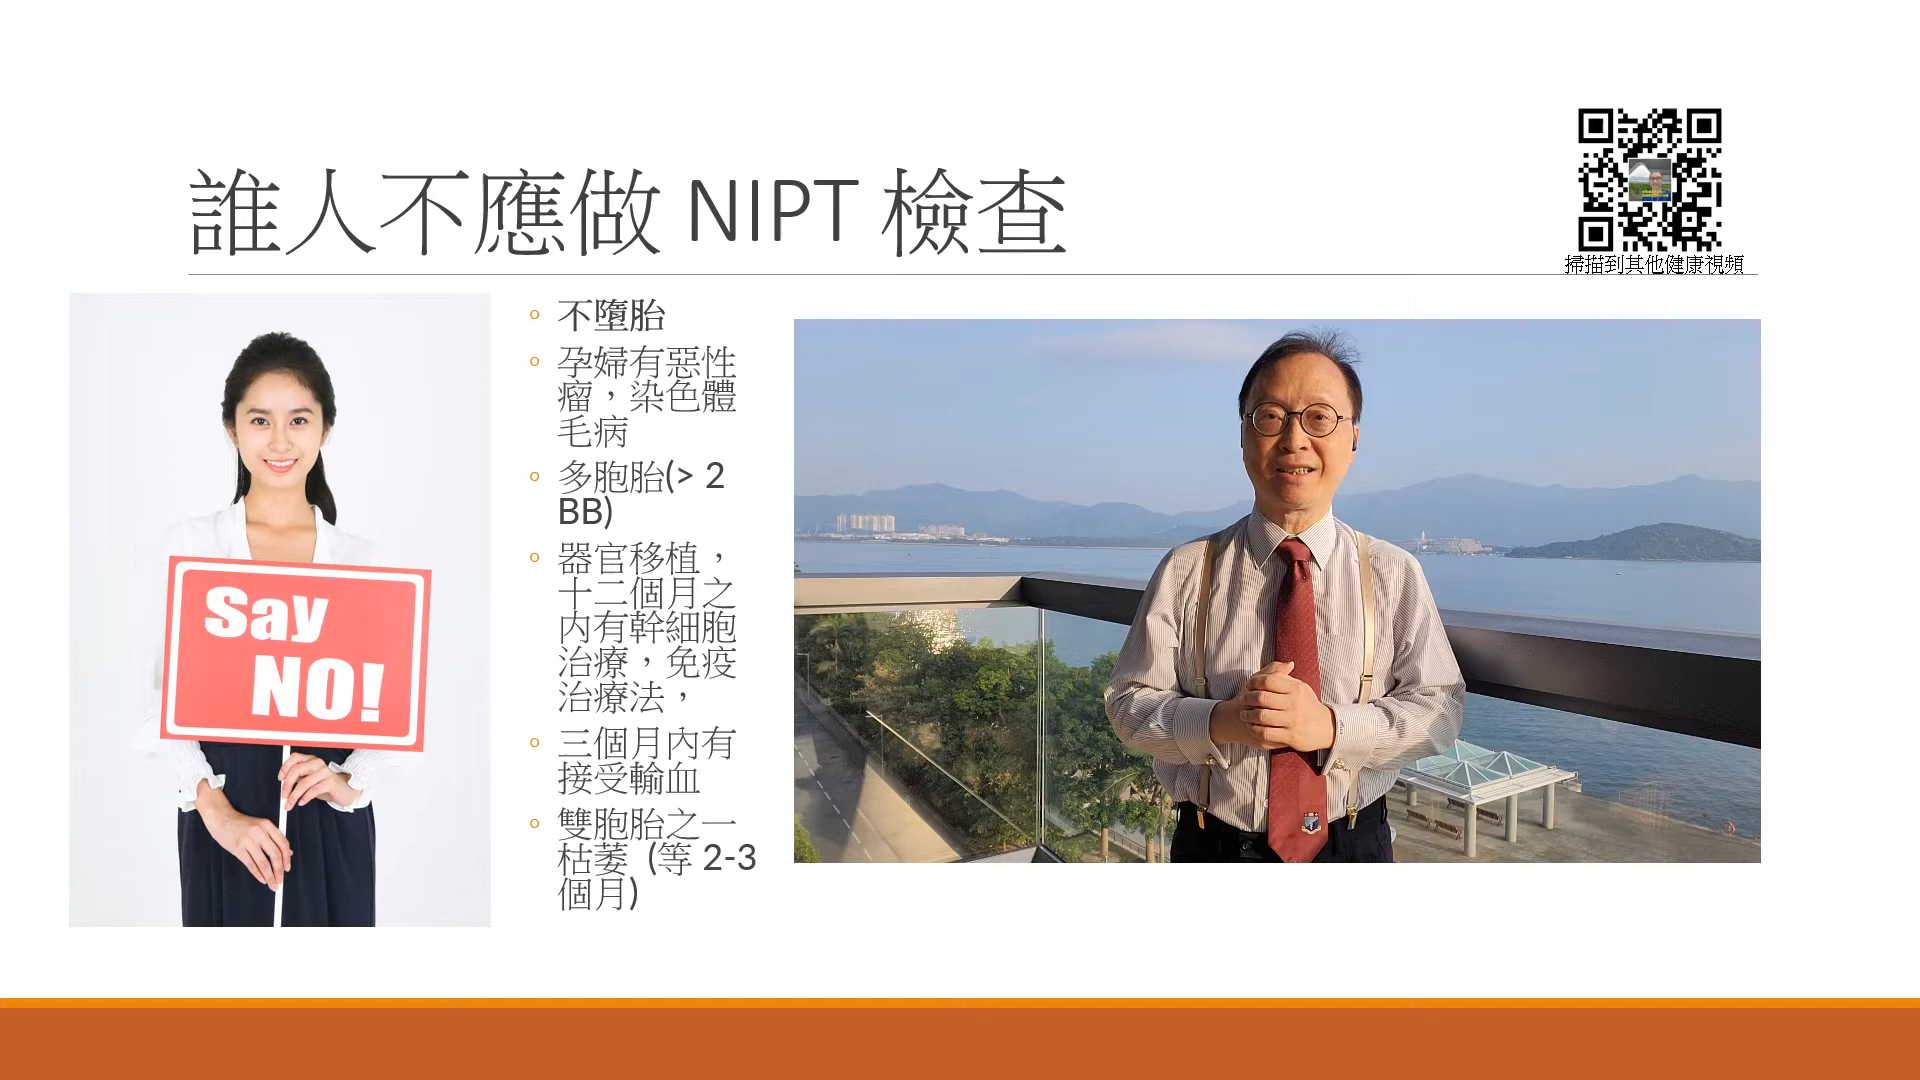 誰人不應做 NIPT 檢查
掃描到其他健康視頻
Say
NO!
不墮胎
孕婦有惡性
瘤，染色體
毛病
多胞胎(> 2
BB)
器官移植，
十二個月之
内有幹細胞
治療，免疫
治療法，
三個月內有
接受輸血
雙胞胎之一
枯萎  (等 2-3
個月)